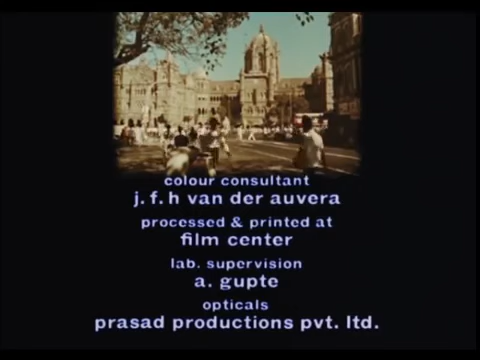 colour consultant
j. f. h van der auvera
processed & printed at
film center
lab. supervision
a. gupte
opticals
prasad productions pvt. ltd.